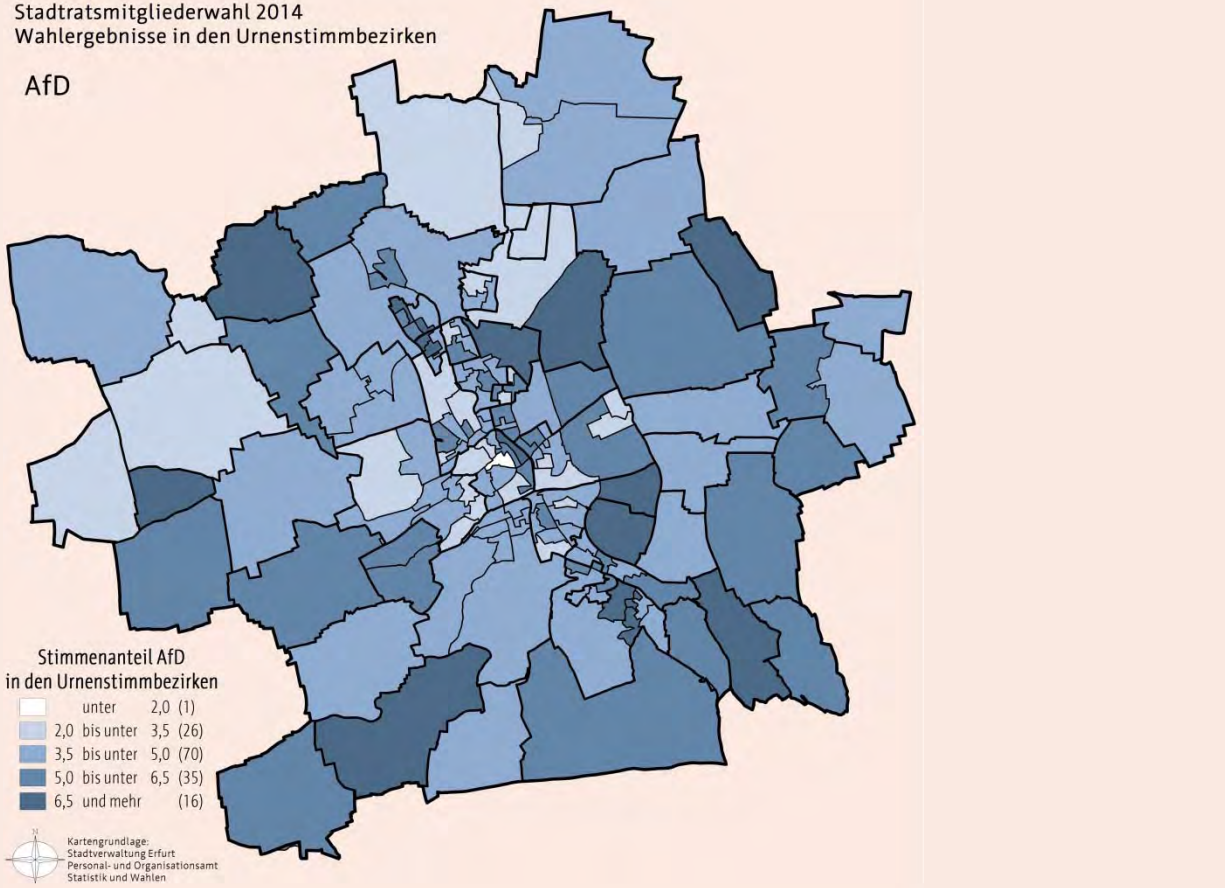 Stadtratsmitgliederwahl 2014
Wahlergebnisse in den Urnenstimmbezirken
AfD
Stimmenanteil AfD
in den Urnenstimmbezirken
unter 2,0 (1)
2,0 bis unter 3,5 (26)
3,5 bis unter 5,0 (70)
5,0 bis unter 6,5 (35)
6,5 und mehr (16)
N
Kartengrundlage:
Stadtverwaltung Erfurt
Personal- und Organisationsamt
Statistik und Wahlen